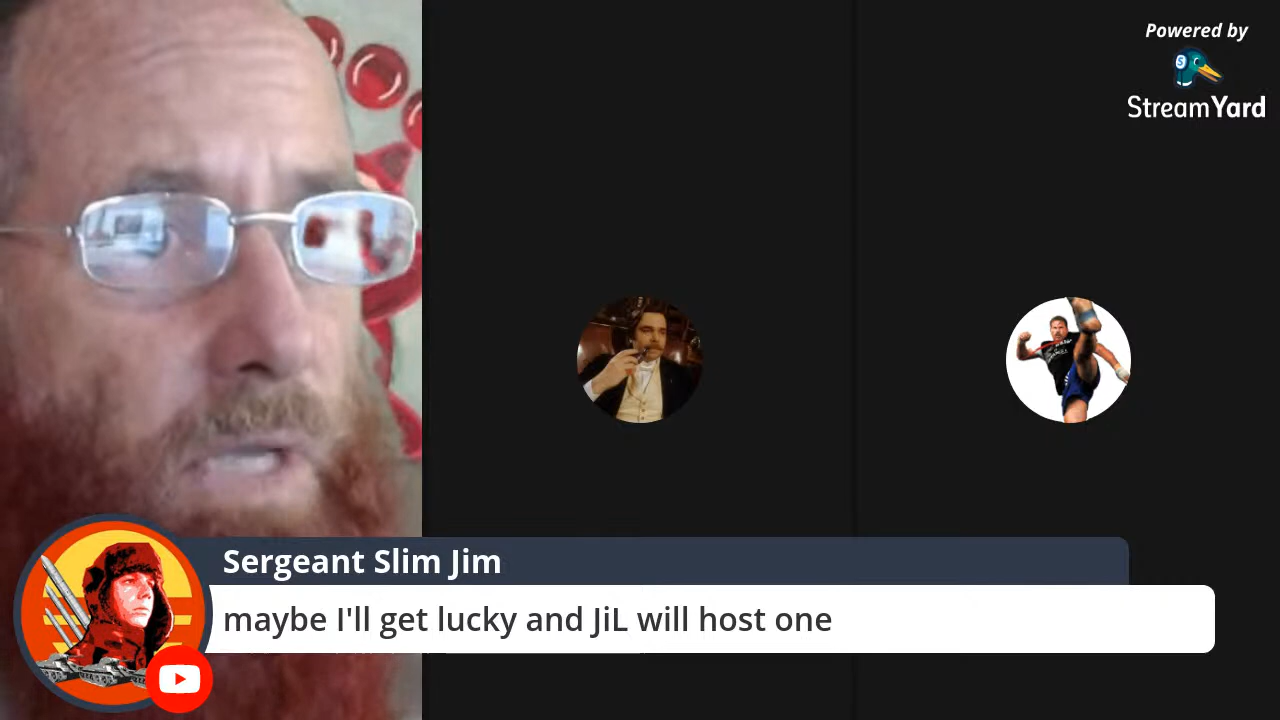 Powered by
StreamYard
Sergeant Slim Jim
maybe I'll get lucky and JiL will host one